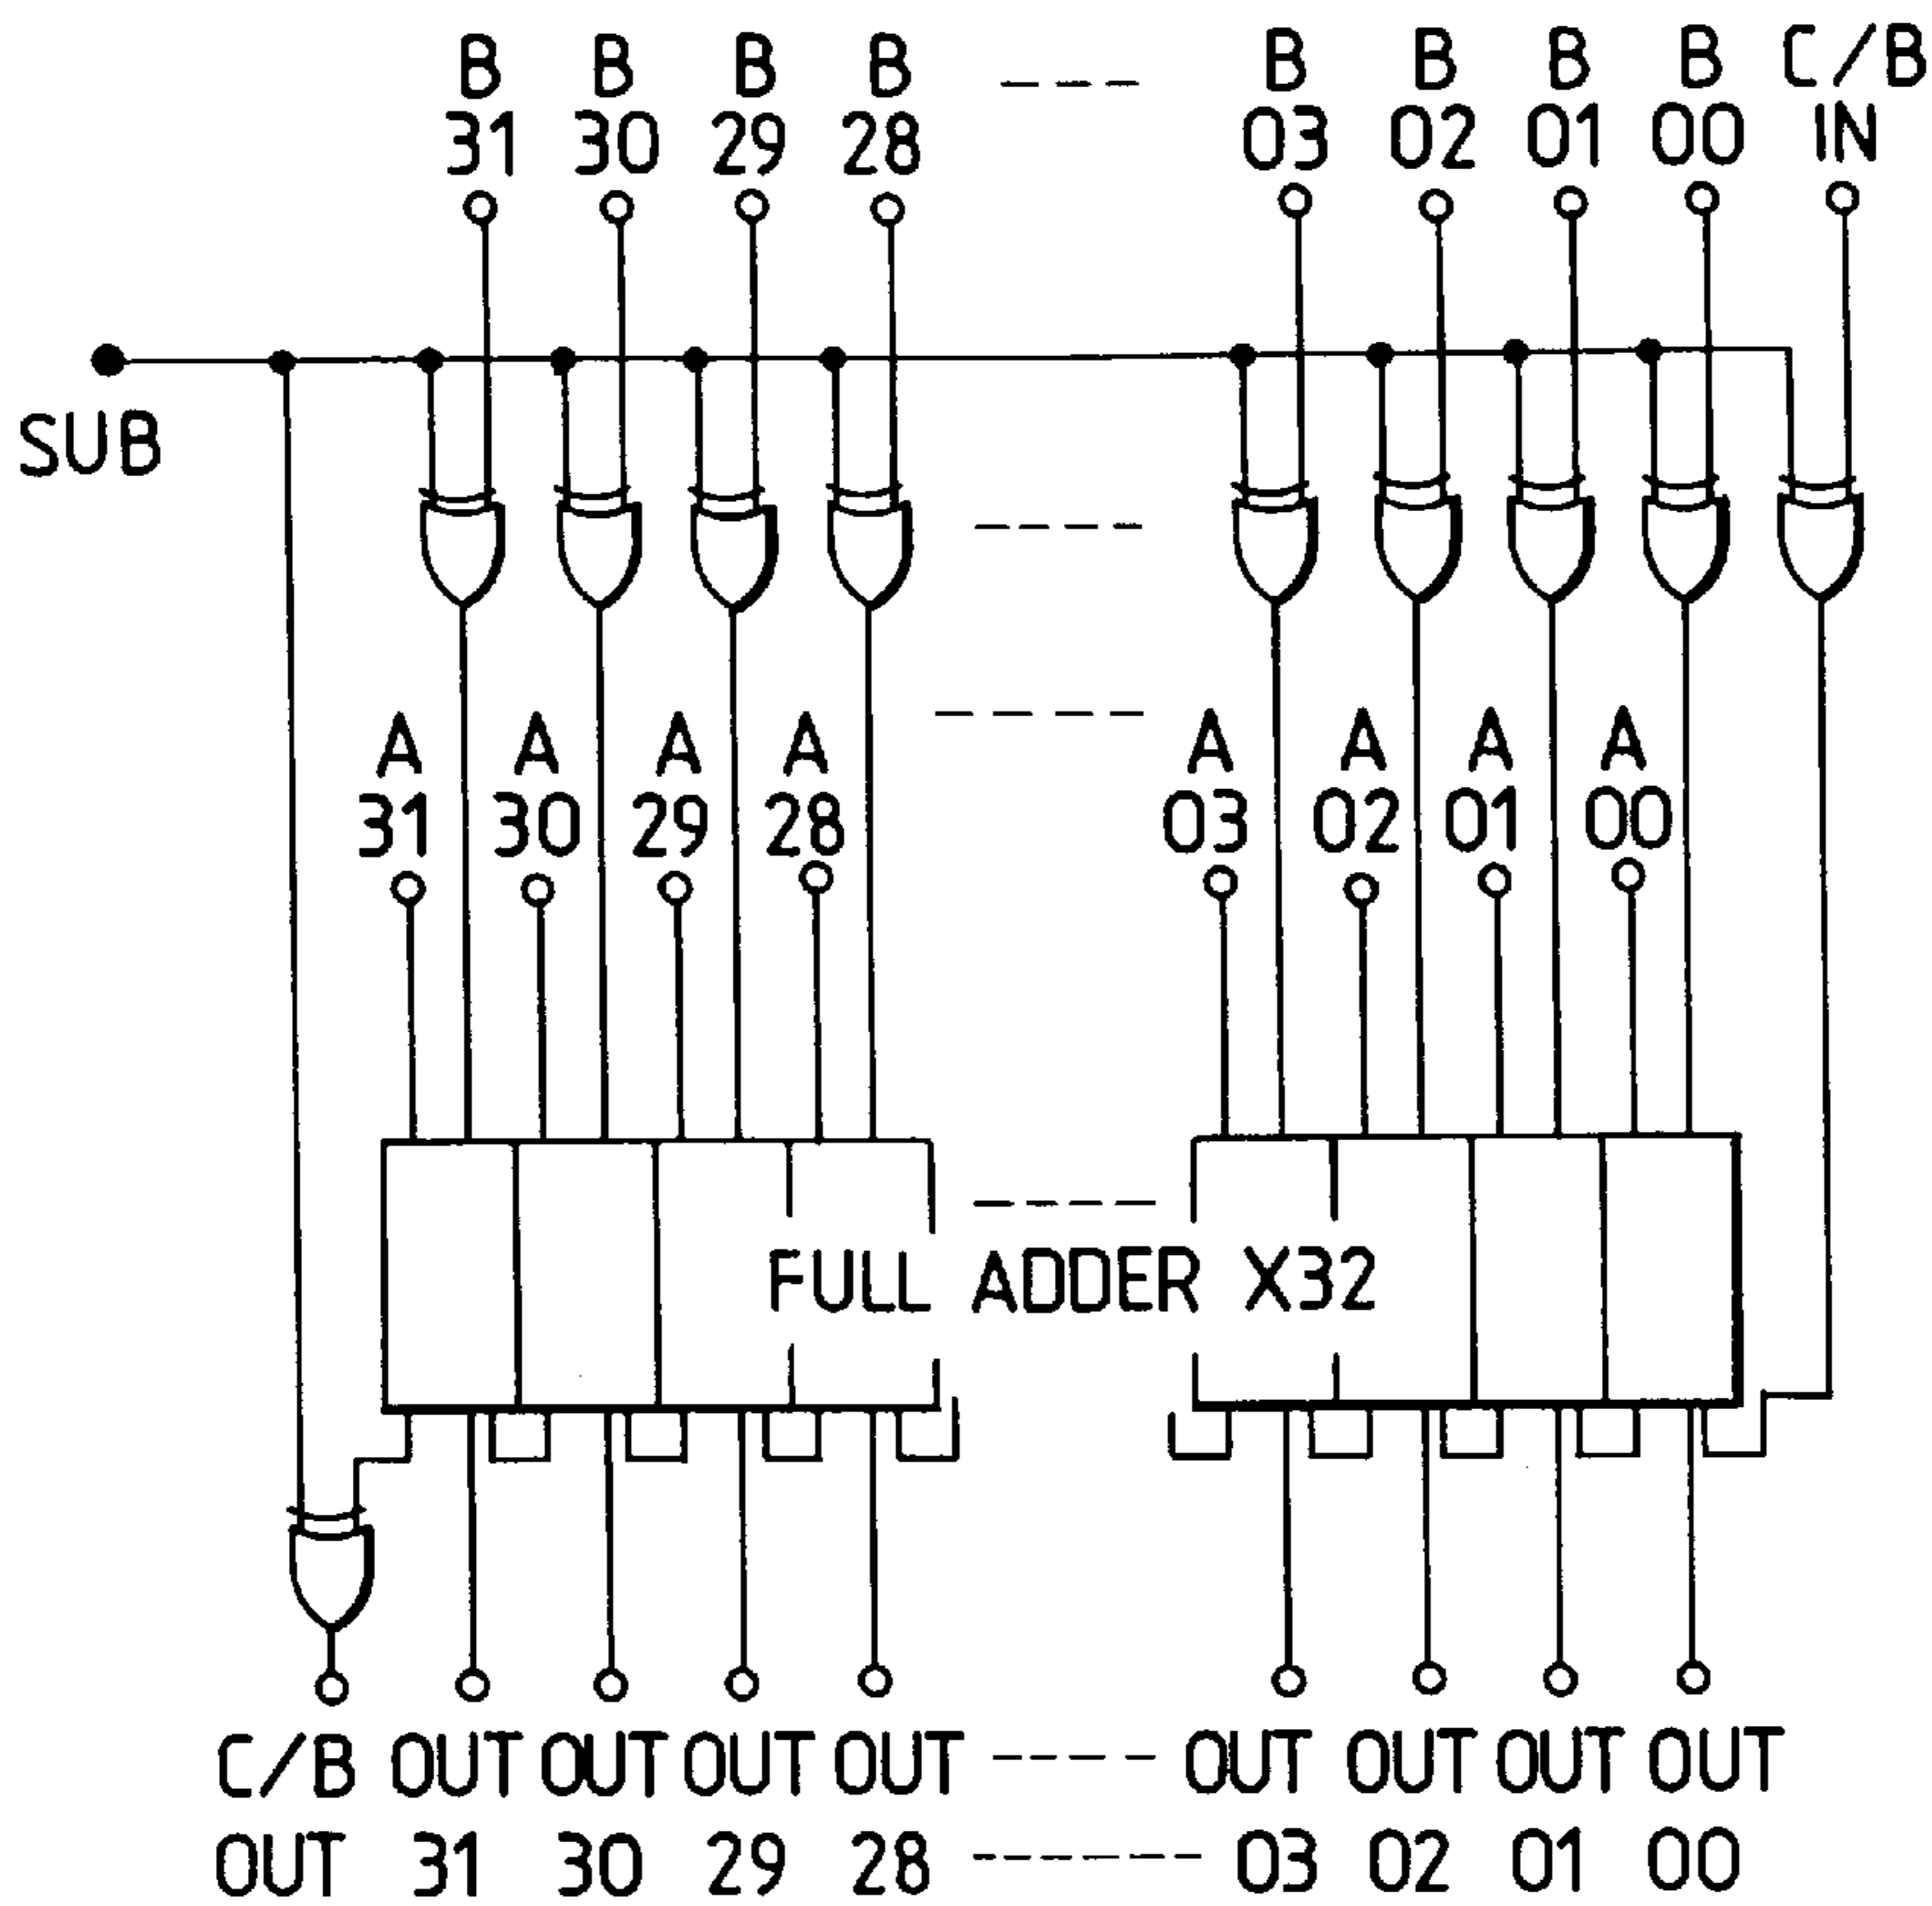 B B B B B B B B C/B
31 30 29 28 03 02 01 00 IN
SUB
A A A A A A A A
31 30 29 28 03 02 01 00
FULL ADDER X32
C/B OUT OUT OUT OUT OUT OUT OUT OUT
OUT 31 30 29 28 03 02 01 00